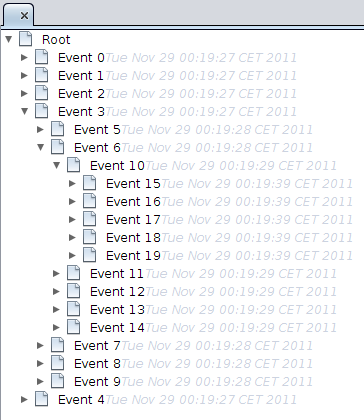 Root
Event 0 Tue Nov 29 00:19:27 CET 2011
Event 1 Tue Nov 29 00:19:27 CET 2011
Event 2 Tue Nov 29 00:19:27 CET 2011
Event 3 Tue Nov 29 00:19:27 CET 2011
Event 5 Tue Nov 29 00:19:28 CET 2011
Event 6 Tue Nov 29 00:19:28 CET 2011
Event 10 Tue Nov 29 00:19:29 CET 2011
Event 15 Tue Nov 29 00:19:39 CET 2011
Event 16 Tue Nov 29 00:19:39 CET 2011
Event 17 Tue Nov 29 00:19:39 CET 2011
Event 18 Tue Nov 29 00:19:39 CET 2011
Event 19 Tue Nov 29 00:19:39 CET 2011
Event 11 Tue Nov 29 00:19:29 CET 2011
Event 12 Tue Nov 29 00:19:29 CET 2011
Event 13 Tue Nov 29 00:19:29 CET 2011
Event 14 Tue Nov 29 00:19:29 CET 2011
Event 7 Tue Nov 29 00:19:28 CET 2011
Event 8 Tue Nov 29 00:19:28 CET 2011
Event 9 Tue Nov 29 00:19:28 CET 2011
Event 4 Tue Nov 29 00:19:27 CET 2011